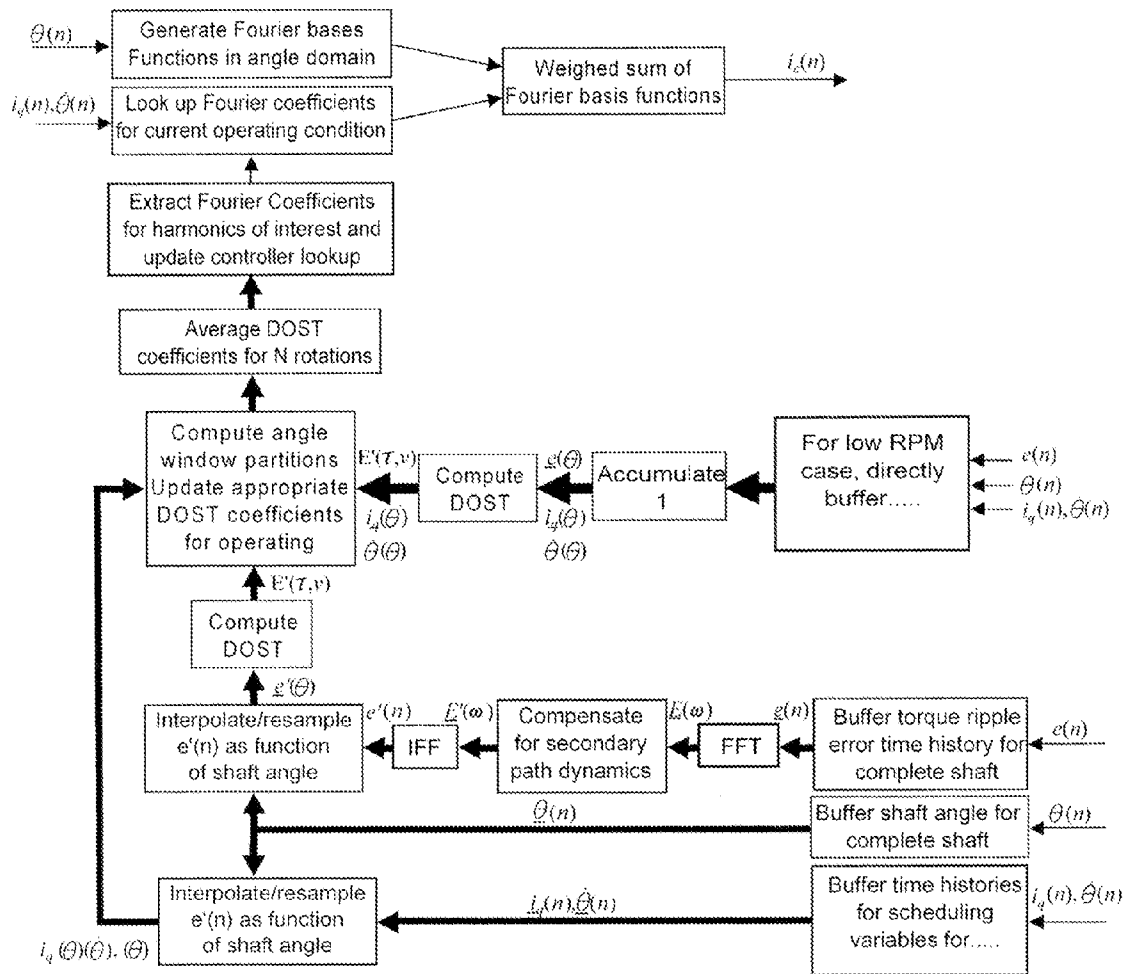 θ(n)
Generate Fourier bases
Functions in angle domain
Weighed sum of
Fourier basis functions
i_c(n)
i_q(n),θ̇(n)
Look up Fourier coefficients
for current operating condition
Extract Fourier Coefficients
for harmonics of interest and
update controller lookup
Average DOST
coefficients for N rotations
Compute angle
window partitions
Update appropriate
DOST coefficients
for operating
E'(τ,ν)
i_q(θ)
θ̇(θ)
Compute
DOST
e(θ)
i_q(θ)
θ̇(θ)
Accumulate
1
For low RPM
case, directly
buffer.....
e(n)
θ(n)
i_q(n),θ̇(n)
E'(τ,ν)
Compute
DOST
e'(θ)
Interpolate/resample
e'(n) as function
of shaft angle
e'(n)
IFF
E'(ω)
Compensate
for secondary
path dynamics
E(ω)
FFT
e(n)
Buffer torque ripple
error time history for
complete shaft
e(n)
θ(n)
Buffer shaft angle for
complete shaft
θ(n)
Interpolate/resample
e'(n) as function
of shaft angle
i_q(n),θ̇(n)
Buffer time histories
for scheduling
variables for.....
i_q(n),θ̇(n)
i_q(θ)(θ̇),(θ)